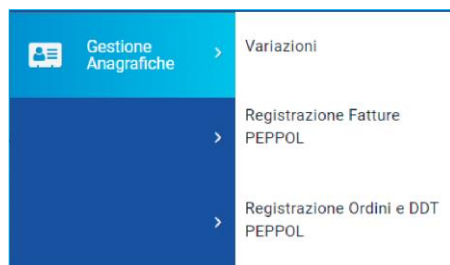 Gestione
Anagrafiche
Variazioni
Registrazione Fatture
PEPPOL
Registrazione Ordini e DDT
PEPPOL